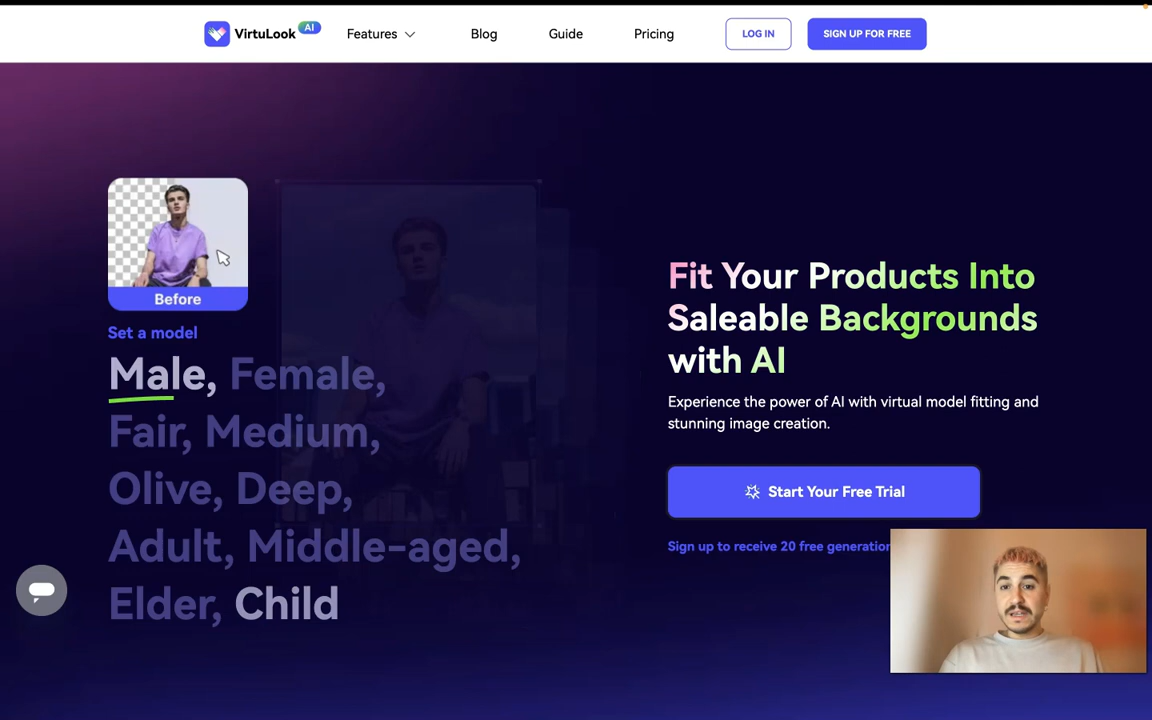 VirtuLook AI
Features
Blog
Guide
Pricing
LOG IN
SIGN UP FOR FREE
Before
Set a model
Male, Female,
Fair, Medium,
Olive, Deep,
Adult, Middle-aged,
Elder, Child
Fit Your Products Into
Saleable Backgrounds
with AI
Experience the power of AI with virtual model fitting and
stunning image creation.
Start Your Free Trial
Sign up to receive 20 free generation